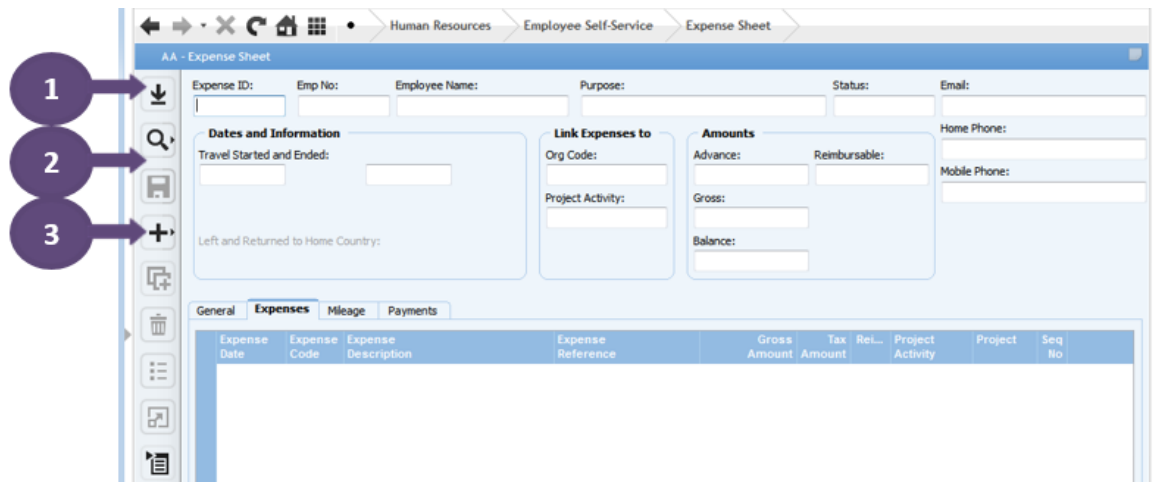 Human Resources Employee Self-Service Expense Sheet
AA - Expense Sheet
1
2
3
Expense ID: Emp No: Employee Name: Purpose: Status: Email:
Dates and Information Link Expenses to Amounts Home Phone:
Travel Started and Ended: Org Code: Advance: Reimbursable:
Mobile Phone:
Project Activity: Gross:
Left and Returned to Home Country: Balance:
General Expenses Mileage Payments
Expense Expense Expense Expense Gross Tax Rei... Project Project Seq
Date Code Description Reference Amount Amount Activity No